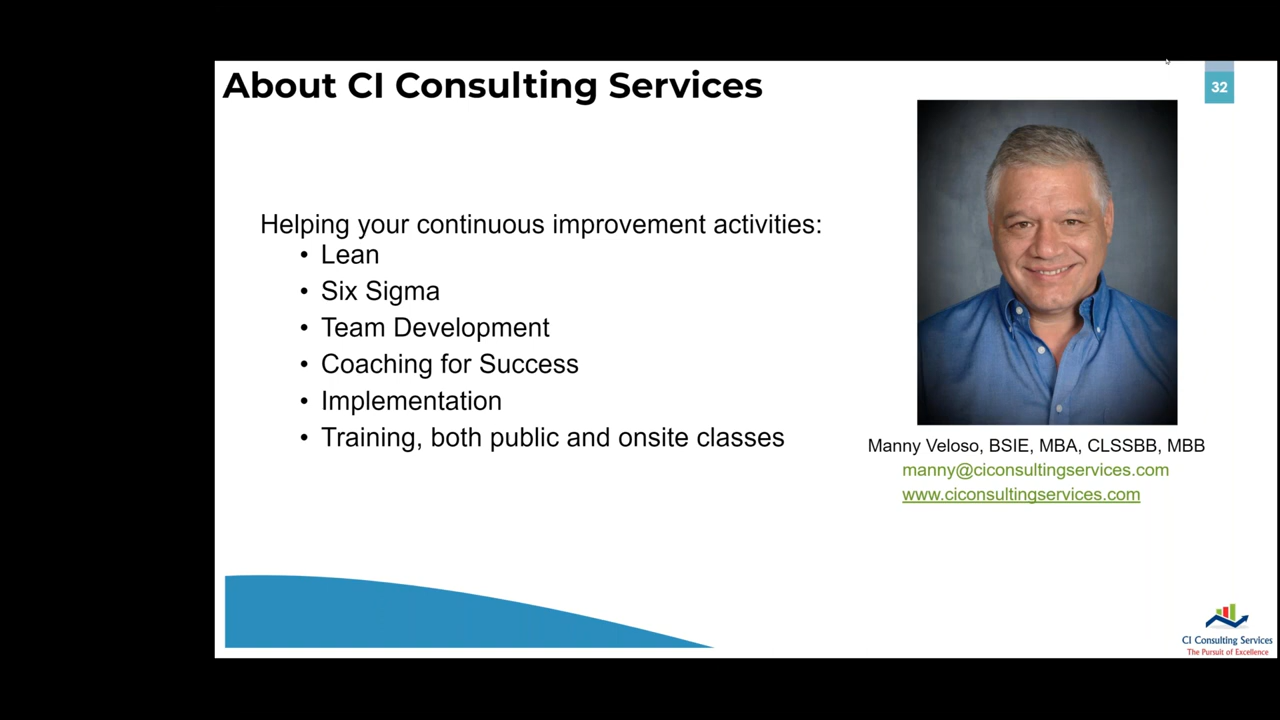 About CI Consulting Services
32
Helping your continuous improvement activities:
• Lean
• Six Sigma
• Team Development
• Coaching for Success
• Implementation
• Training, both public and onsite classes
Manny Veloso, BSIE, MBA, CLSSBB, MBB
manny@ciconsultingservices.com
www.ciconsultingservices.com
CI Consulting Services
The Pursuit of Excellence